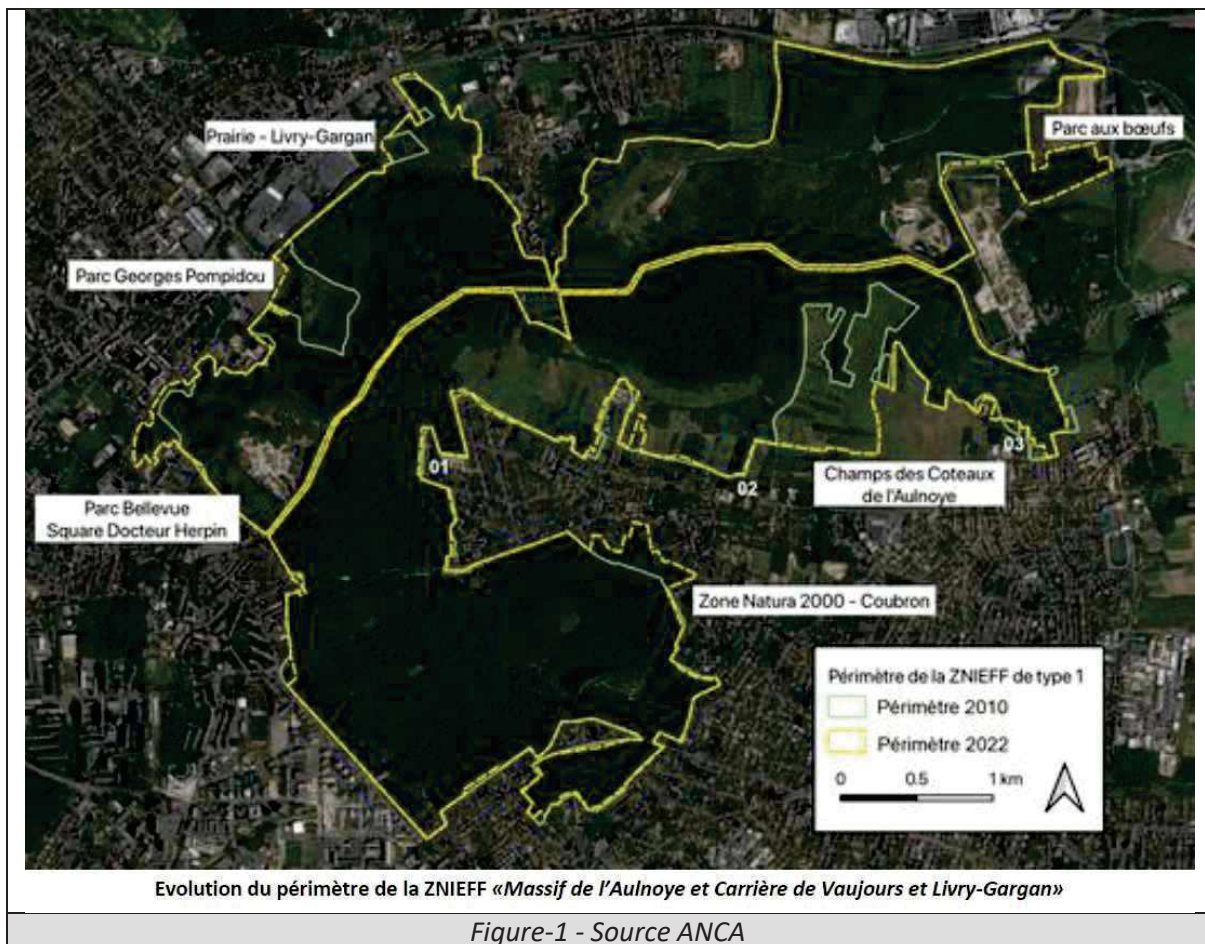 Prairie - Livry-Gargan
Parc aux bœufs
Parc Georges Pompidou
01
02
03
Champs des Coteaux
de l'Aulnoye
Parc Bellevue
Square Docteur Herpin
Zone Natura 2000 - Coubron
Périmètre de la ZNIEFF de type 1
Périmètre 2010
Périmètre 2022
0 0.5 1 km
Evolution du périmètre de la ZNIEFF «Massif de l'Aulnoye et Carrière de Vaujours et Livry-Gargan»
Figure-1 - Source ANCA